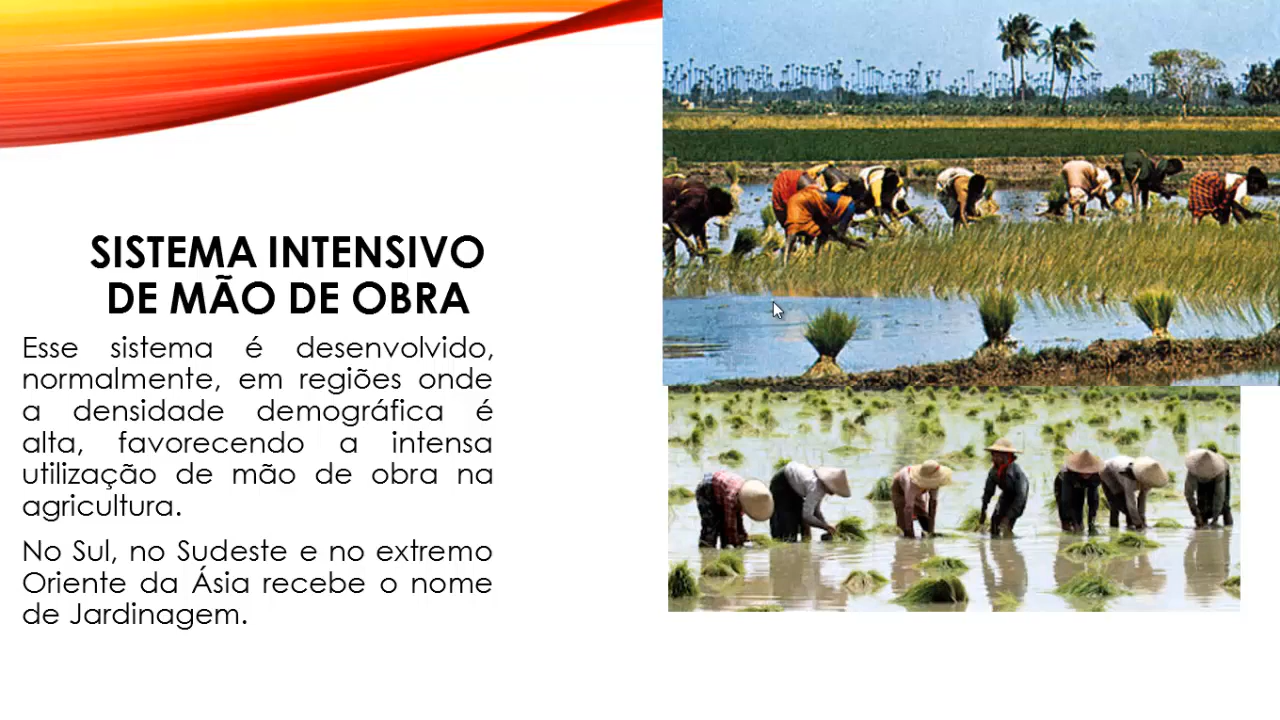 SISTEMA INTENSIVO
DE MÃO DE OBRA
Esse sistema é desenvolvido,
normalmente, em regiões onde
a densidade demográfica é
alta, favorecendo a intensa
utilização de mão de obra na
agricultura.
No Sul, no Sudeste e no extremo
Oriente da Ásia recebe o nome
de Jardinagem.